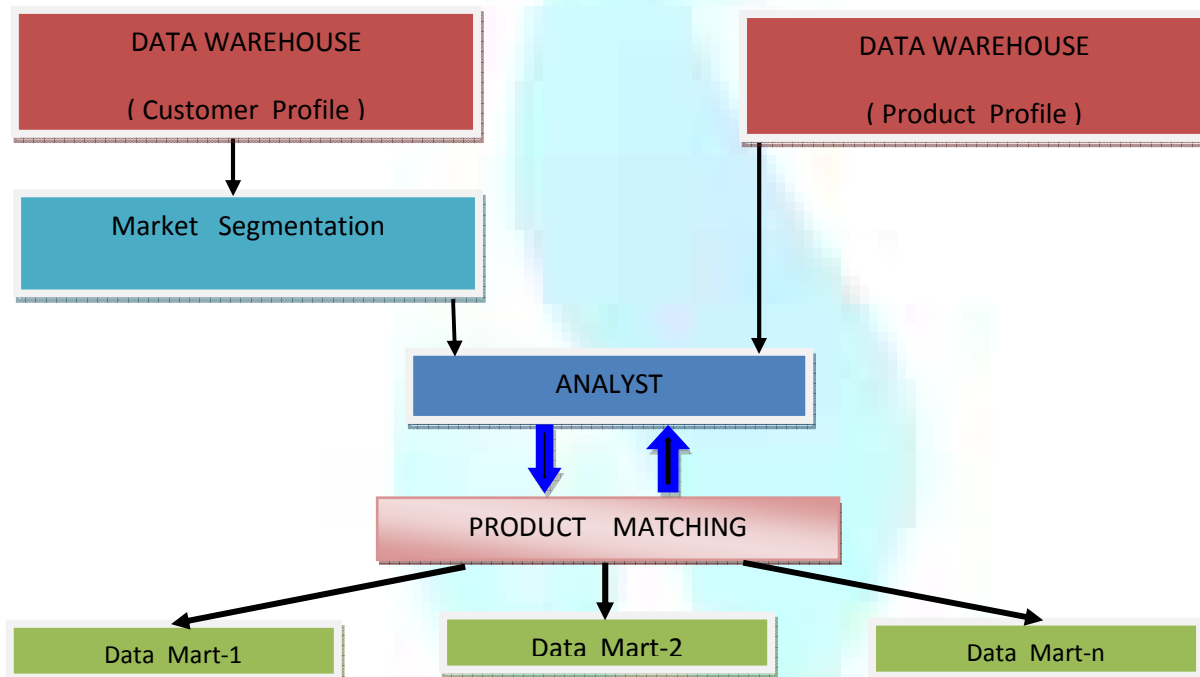 DATA WAREHOUSE
( Customer Profile )
DATA WAREHOUSE
( Product Profile )
Market Segmentation
ANALYST
PRODUCT MATCHING
Data Mart-1
Data Mart-2
Data Mart-n